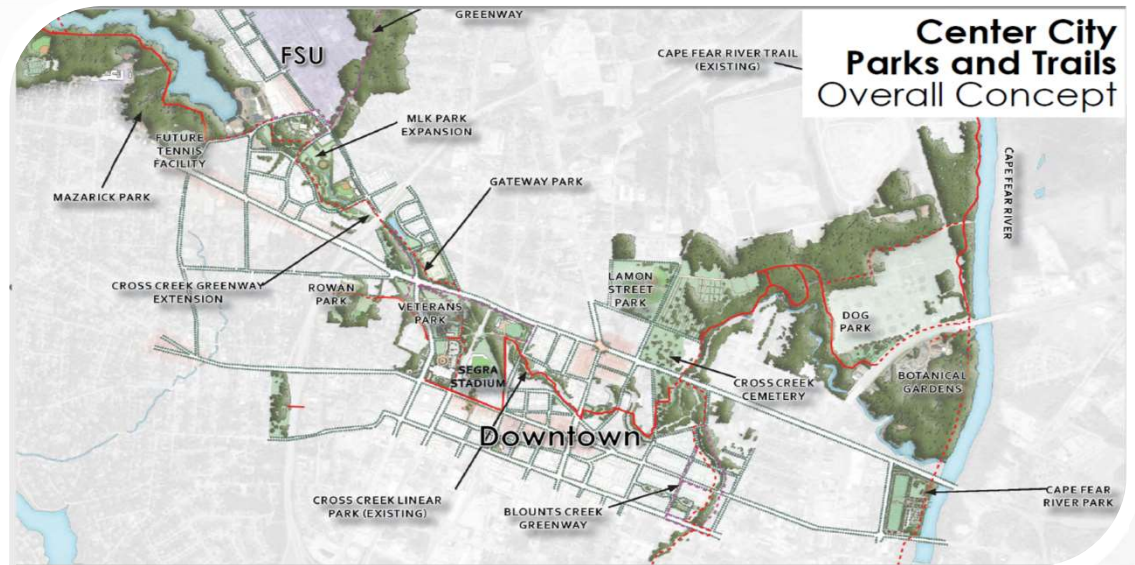 Center City
Parks and Trails
Overall Concept
GREENWAY
FSU
CAPE FEAR RIVER TRAIL
(EXISTING)
MLK PARK
EXPANSION
FUTURE
TENNIS
FACILITY
MAZARICK PARK
GATEWAY PARK
CAPE FEAR RIVER
CROSS CREEK GREENWAY
EXTENSION
ROWAN
PARK
VETERANS
PARK
LAMON
STREET
PARK
DOG
PARK
SEGRA
STADIUM
CROSS CREEK
CEMETERY
BOTANICAL
GARDENS
Downtown
CROSS CREEK LINEAR
PARK (EXISTING)
BLOUNTS CREEK
GREENWAY
CAPE FEAR
RIVER PARK